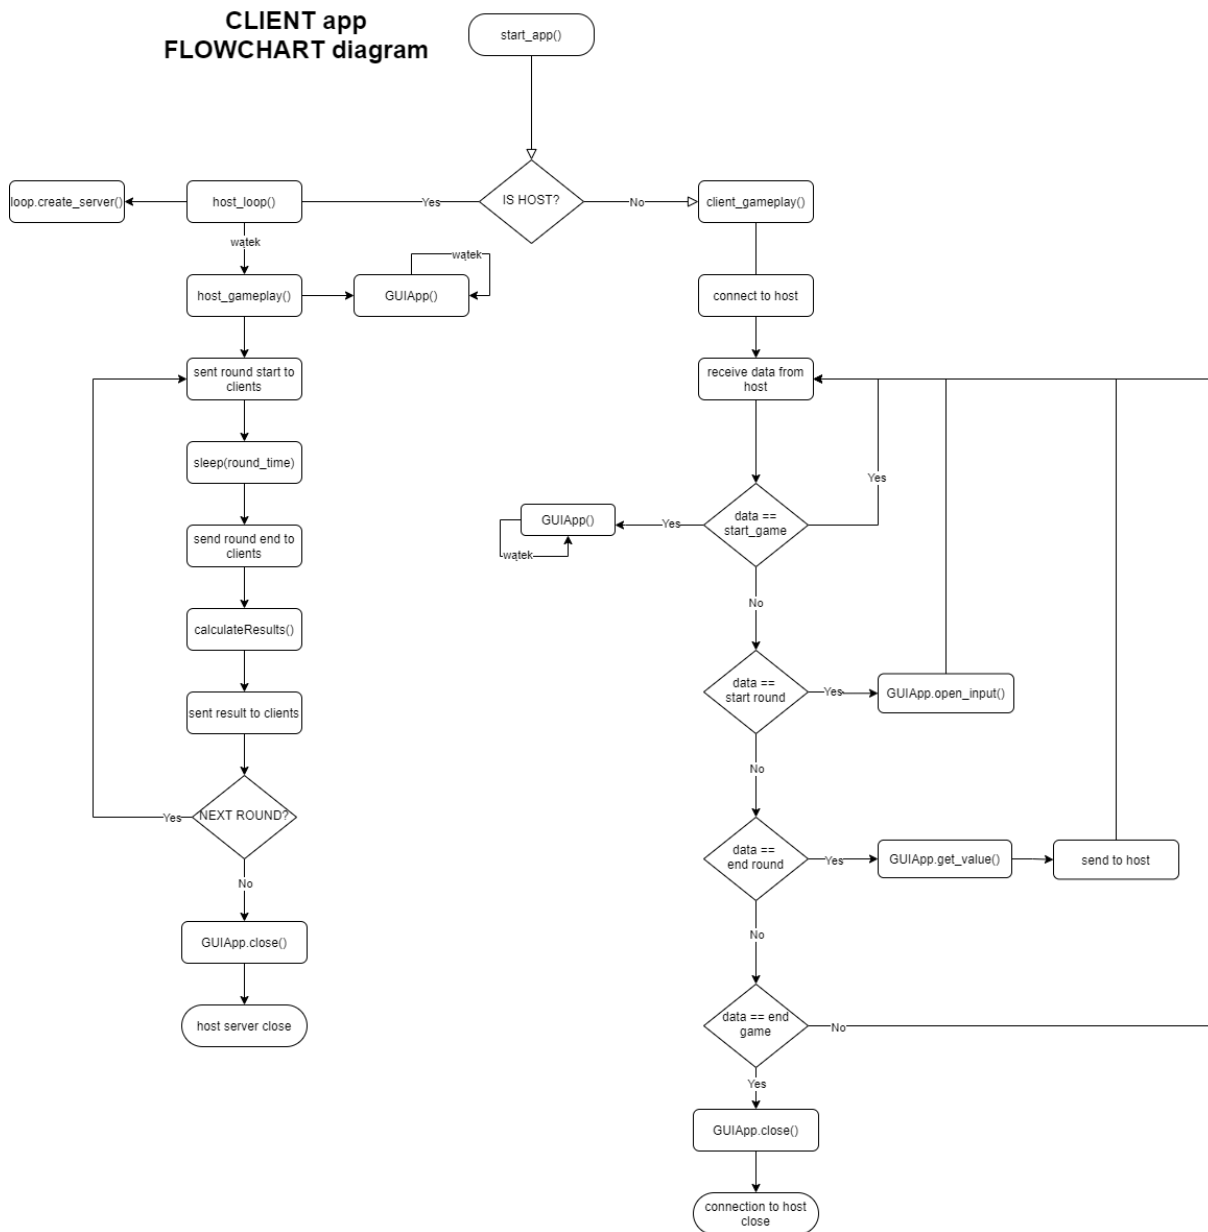 CLIENT app
FLOWCHART diagram
start_app()
IS HOST?
Yes
No
host_loop()
loop.create_server()
client_gameplay()
wątek
host_gameplay()
GUIApp()
wątek
connect to host
sent round start to
clients
receive data from
host
sleep(round_time)
Yes
data ==
start_game
Yes
GUIApp()
wątek
send round end to
clients
No
calculateResults()
data ==
start round
Yes
GUIApp.open_input()
sent result to clients
No
NEXT ROUND?
Yes
data ==
end round
Yes
GUIApp.get_value()
send to host
No
No
GUIApp.close()
host server close
data == end
game
No
Yes
GUIApp.close()
connection to host
close